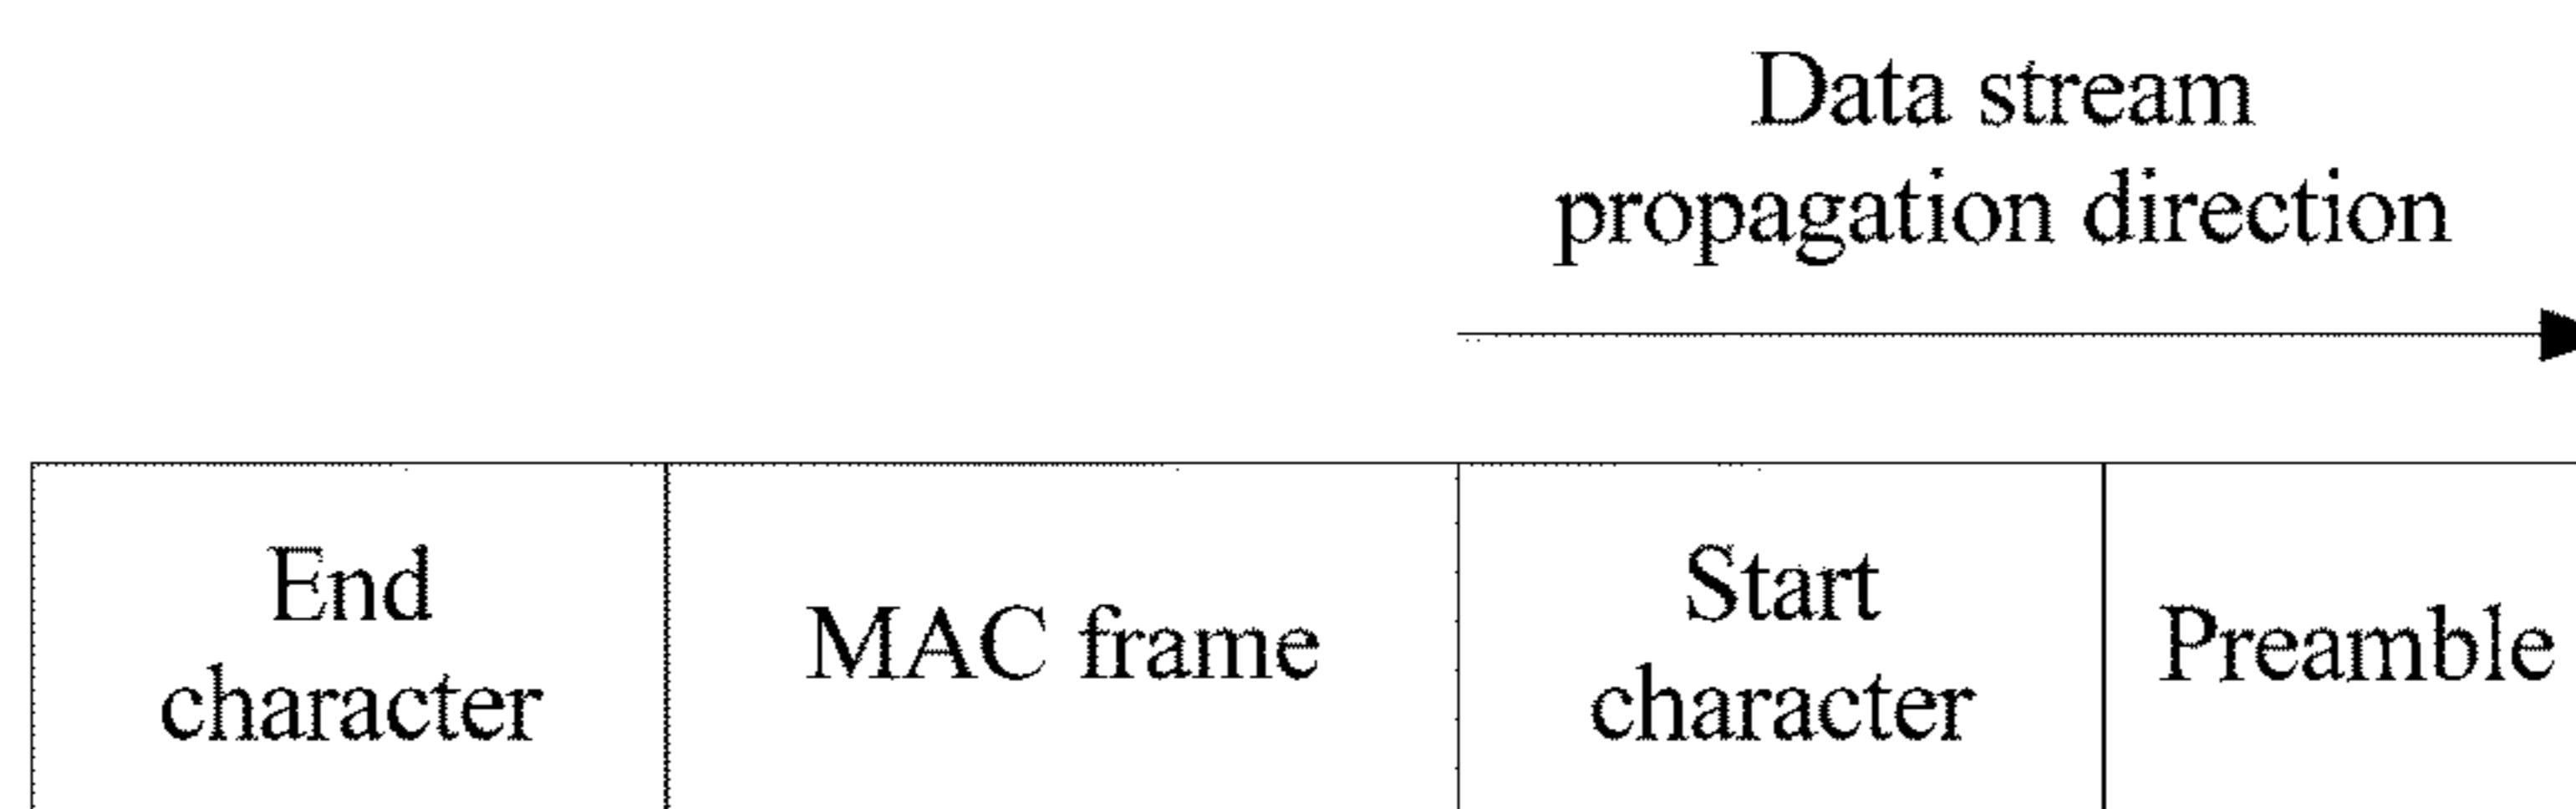 Data stream
propagation direction
End
character
MAC frame
Start
character
Preamble